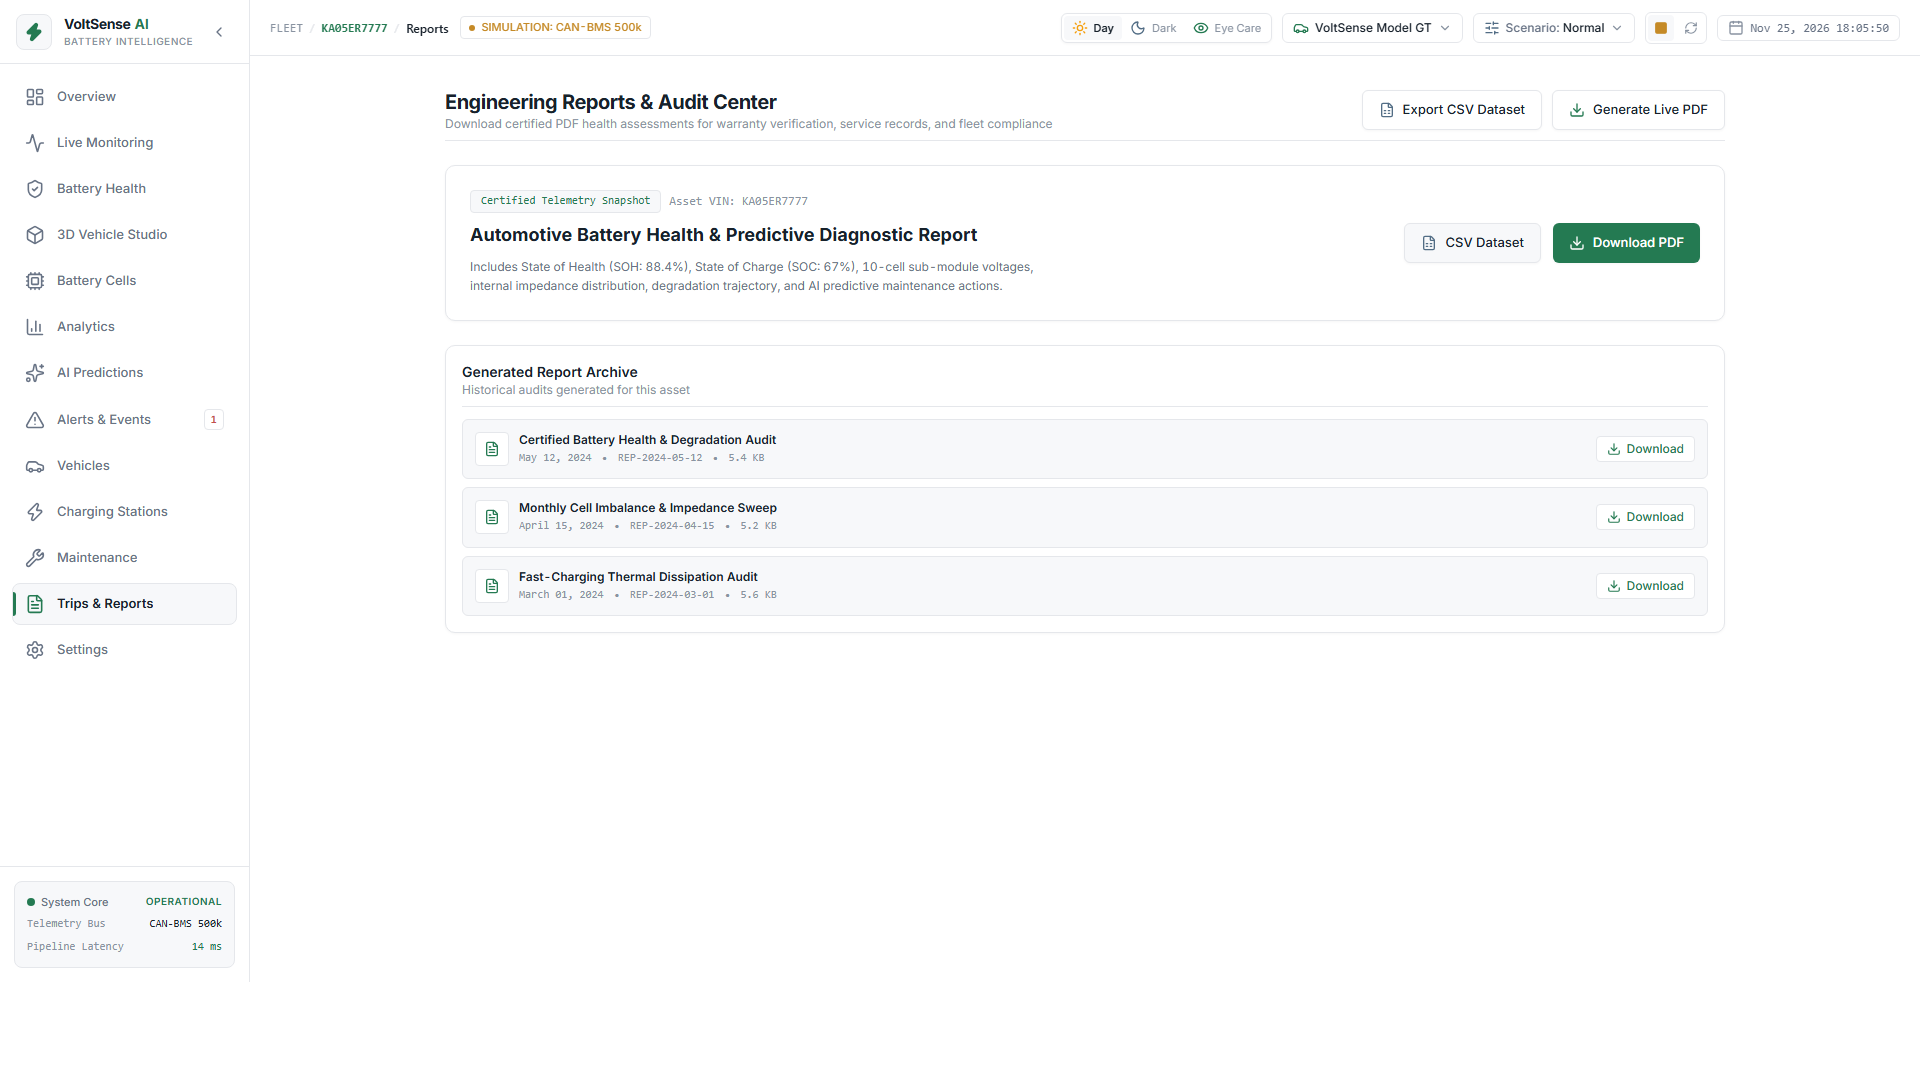 VoltSense AI
BATTERY INTELLIGENCE
Overview
Live Monitoring
Battery Health
3D Vehicle Studio
Battery Cells
Analytics
AI Predictions
Alerts & Events 1
Vehicles
Charging Stations
Maintenance
Trips & Reports
Settings
System Core OPERATIONAL
Telemetry Bus CAN-BMS 500k
Pipeline Latency 14 ms
FLEET / KA05ER7777 / Reports SIMULATION: CAN-BMS 500k Day Dark Eye Care VoltSense Model GT Scenario: Normal Nov 25, 2026 18:05:50
Engineering Reports & Audit Center
Download certified PDF health assessments for warranty verification, service records, and fleet compliance
Export CSV Dataset Generate Live PDF
Certified Telemetry Snapshot Asset VIN: KA05ER7777
Automotive Battery Health & Predictive Diagnostic Report
Includes State of Health (SOH: 88.4%), State of Charge (SOC: 67%), 10-cell sub-module voltages,
internal impedance distribution, degradation trajectory, and AI predictive maintenance actions.
CSV Dataset Download PDF
Generated Report Archive
Historical audits generated for this asset
Certified Battery Health & Degradation Audit
May 12, 2024 • REP-2024-05-12 • 5.4 KB
Download
Monthly Cell Imbalance & Impedance Sweep
April 15, 2024 • REP-2024-04-15 • 5.2 KB
Download
Fast-Charging Thermal Dissipation Audit
March 01, 2024 • REP-2024-03-01 • 5.6 KB
Download